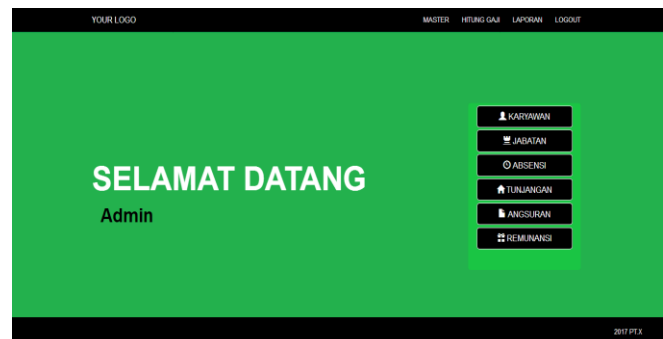 YOUR LOGO
MASTER HITUNG GAJI LAPORAN LOGOUT
SELAMAT DATANG
Admin
KARYAWAN
JABATAN
ABSENSI
TUNJANGAN
ANGSURAN
REMUNANSI
2017 PT.X